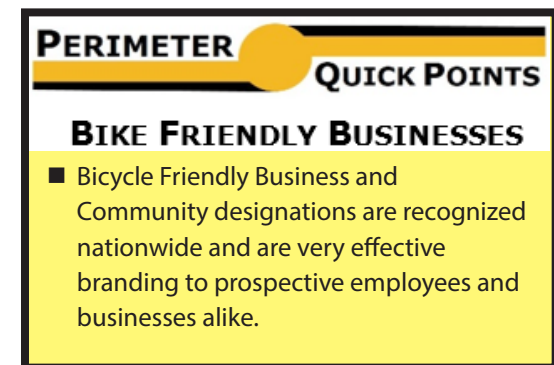 PERIMETER
QUICK POINTS
BIKE FRIENDLY BUSINESSES
■ Bicycle Friendly Business and
Community designations are recognized
nationwide and are very effective
branding to prospective employees and
businesses alike.